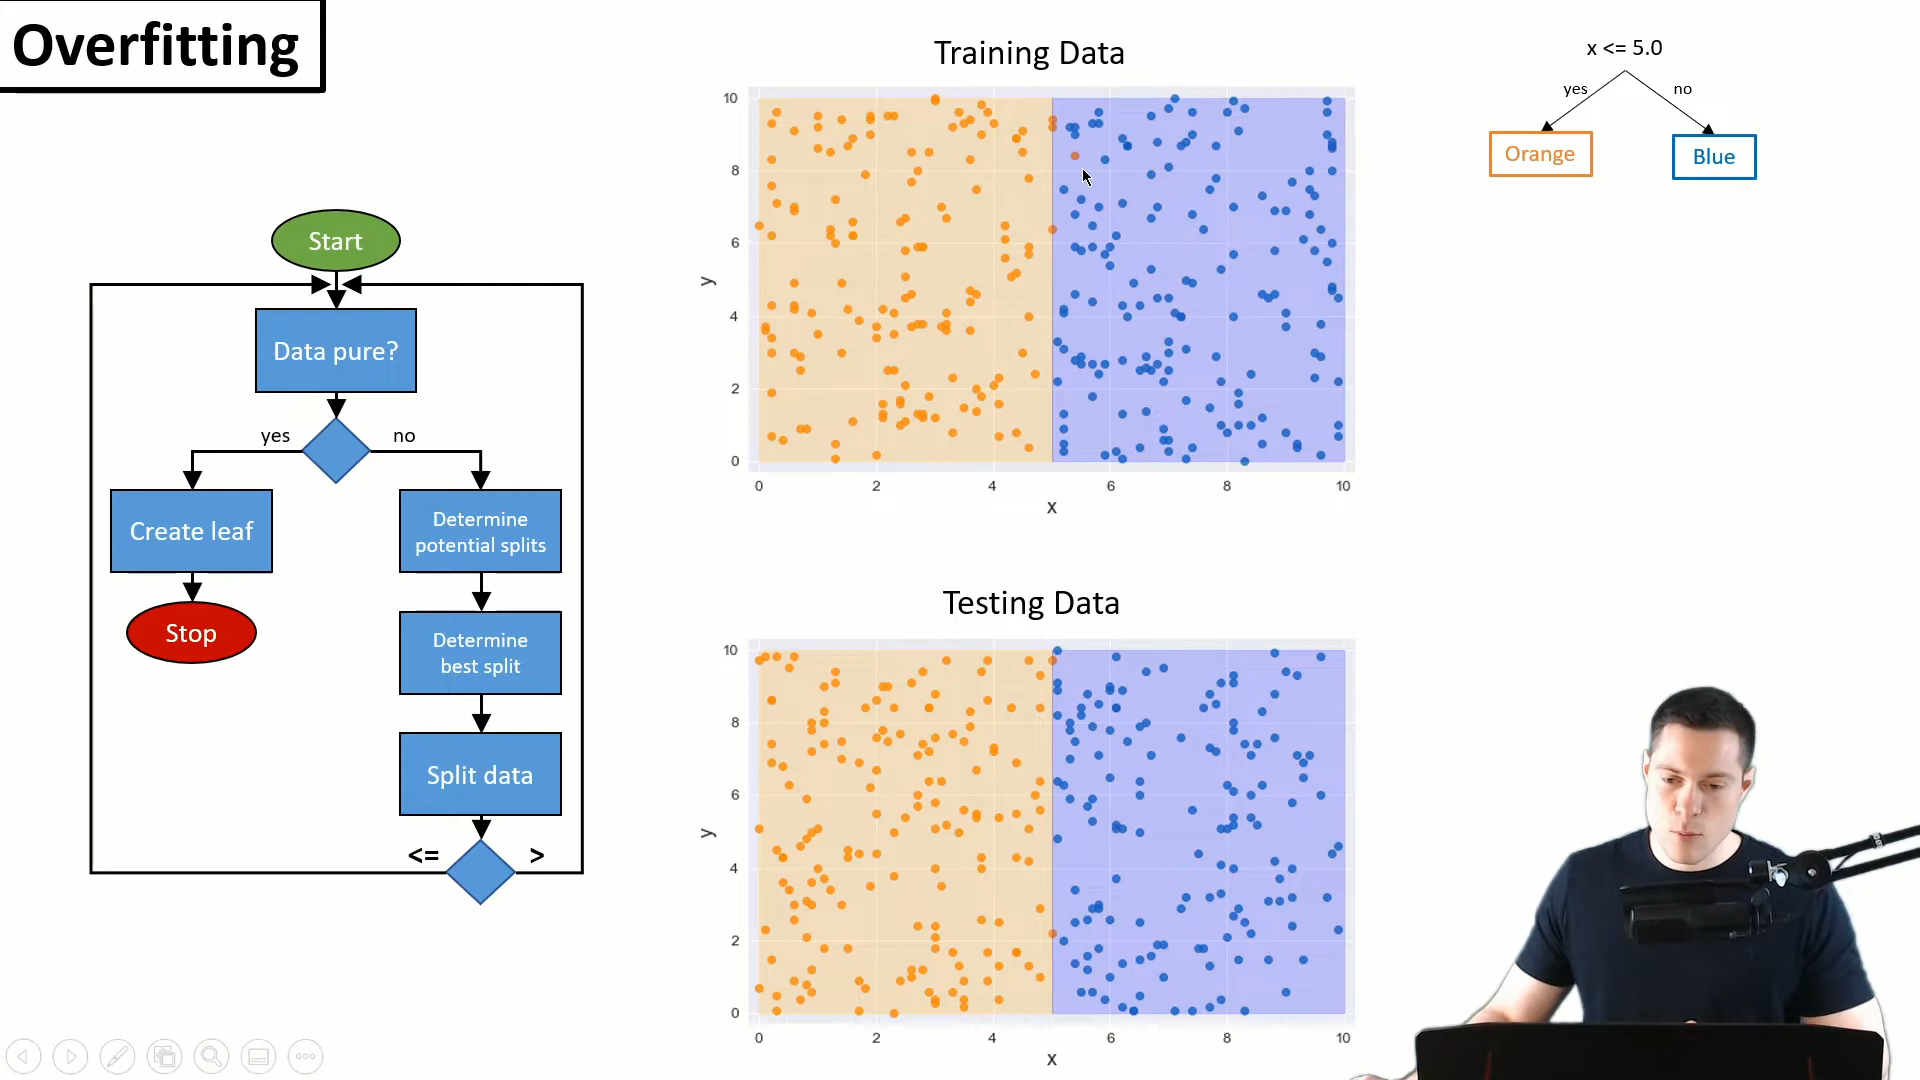 Overfitting
Start
Data pure?
yes
no
Create leaf
Stop
Determine
potential splits
Determine
best split
Split data
<=
>
Training Data
10
8
6
4
2
0
y
0
2
4
6
8
10
x
Testing Data
10
8
6
4
2
0
y
0
2
4
6
8
10
x
x <= 5.0
yes
no
Orange
Blue